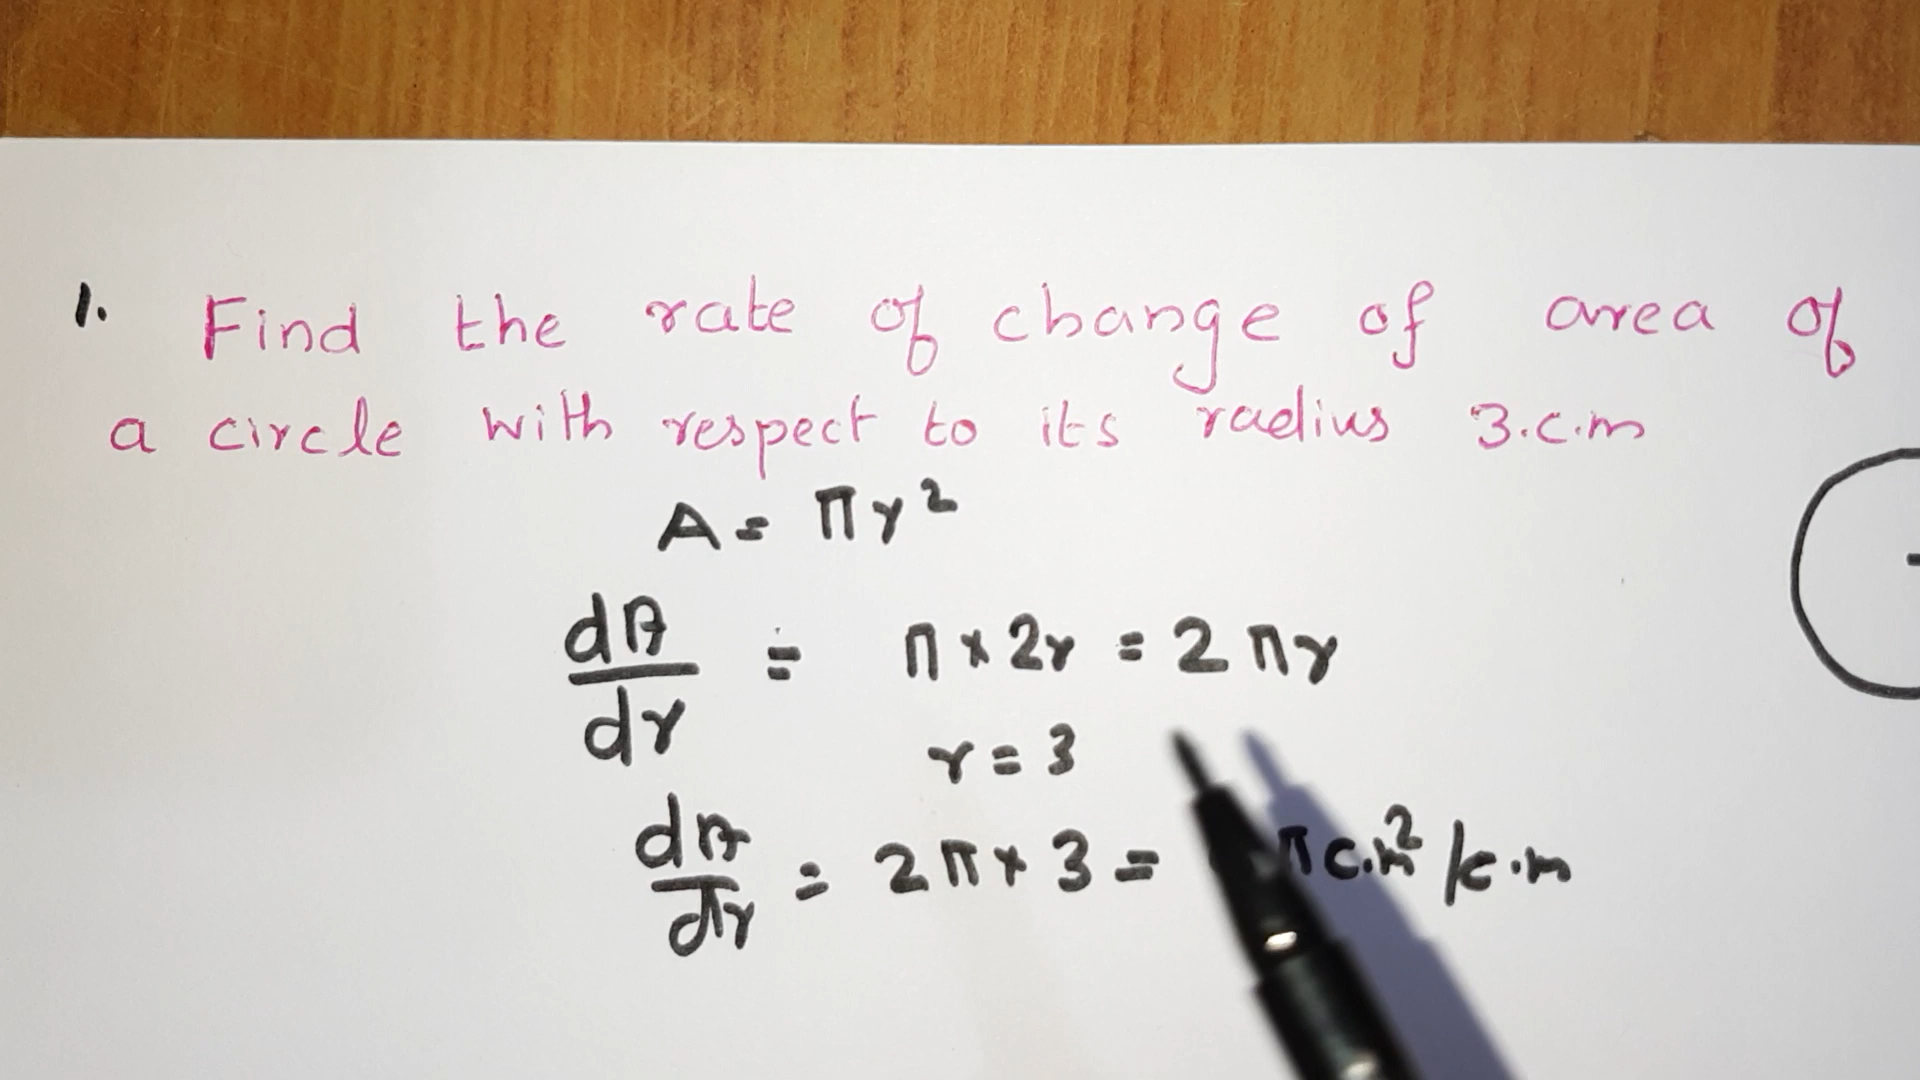 1. Find the rate of change of area of
a circle with respect to its radius 3.c.m
A = πr²
dA/dr = π × 2r = 2πr
r = 3
dA/dr = 2π × 3 = π c.m²/c.m